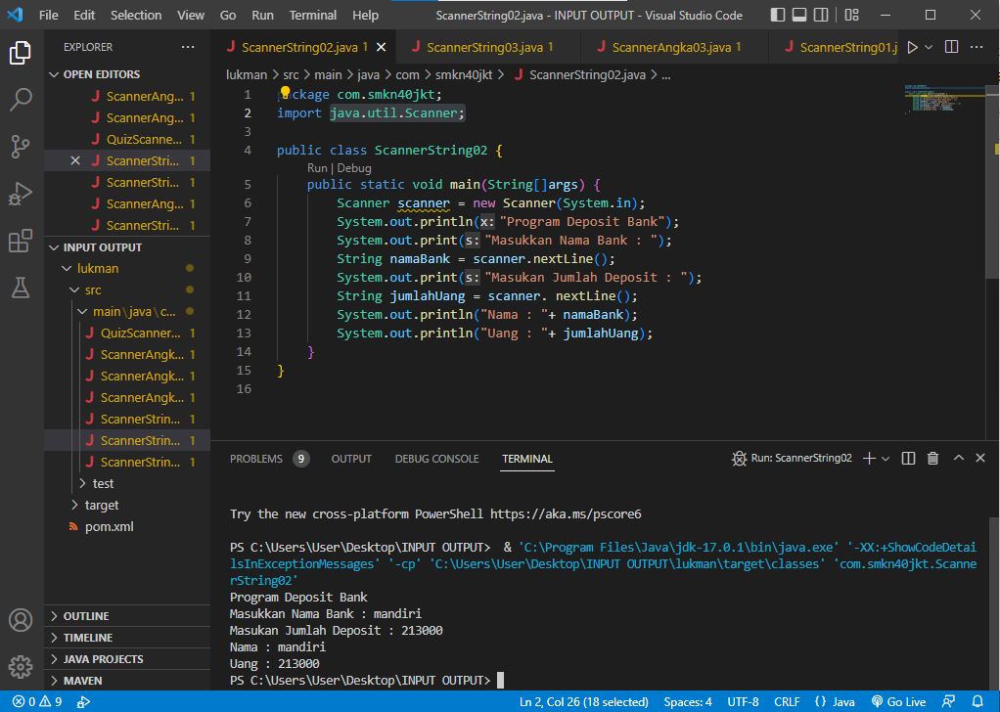 File Edit Selection View Go Run Terminal Help ScannerString02.java - INPUT OUTPUT - Visual Studio Code
EXPLORER
ScannerString02.java 1 ScannerString03.java 1 ScannerAngka03.java 1 ScannerString01.j
lukman > src > main > java > com > smkn40jkt > ScannerString02.java > ...
OPEN EDITORS
ScannerAng... 1
ScannerAng... 1
QuizScanne... 1
ScannerStri... 1
ScannerStri... 1
ScannerAng... 1
ScannerStri... 1
INPUT OUTPUT
lukman
src
main\java\c...
QuizScanner... 1
ScannerAngk... 1
ScannerAngk... 1
ScannerAngk... 1
ScannerStrin... 1
ScannerStrin... 1
ScannerStrin... 1
test
target
pom.xml
OUTLINE
TIMELINE
JAVA PROJECTS
MAVEN
1 ckage com.smkn40jkt;
2 import java.util.Scanner;
3
4 public class ScannerString02 {
Run | Debug
5 public static void main(String[]args) {
6 Scanner scanner = new Scanner(System.in);
7 System.out.println(x: "Program Deposit Bank");
8 System.out.print(s: "Masukkan Nama Bank : ");
9 String namaBank = scanner.nextLine();
10 System.out.print(s: "Masukan Jumlah Deposit : ");
11 String jumlahUang = scanner. nextLine();
12 System.out.println("Nama : "+ namaBank);
13 System.out.println("Uang : "+ jumlahUang);
14 }
15 }
16
PROBLEMS 9 OUTPUT DEBUG CONSOLE TERMINAL Run: ScannerString02
Try the new cross-platform PowerShell https://aka.ms/pscore6
PS C:\Users\User\Desktop\INPUT OUTPUT> & 'C:\Program Files\Java\jdk-17.0.1\bin\java.exe' '-XX:+ShowCodeDetai
lsInExceptionMessages' '-cp' 'C:\Users\User\Desktop\INPUT OUTPUT\lukman\target\classes' 'com.smkn40jkt.Scanne
rString02'
Program Deposit Bank
Masukkan Nama Bank : mandiri
Masukan Jumlah Deposit : 213000
Nama : mandiri
Uang : 213000
PS C:\Users\User\Desktop\INPUT OUTPUT>
0 9 Ln 2, Col 26 (18 selected) Spaces: 4 UTF-8 CRLF {} Java Go Live